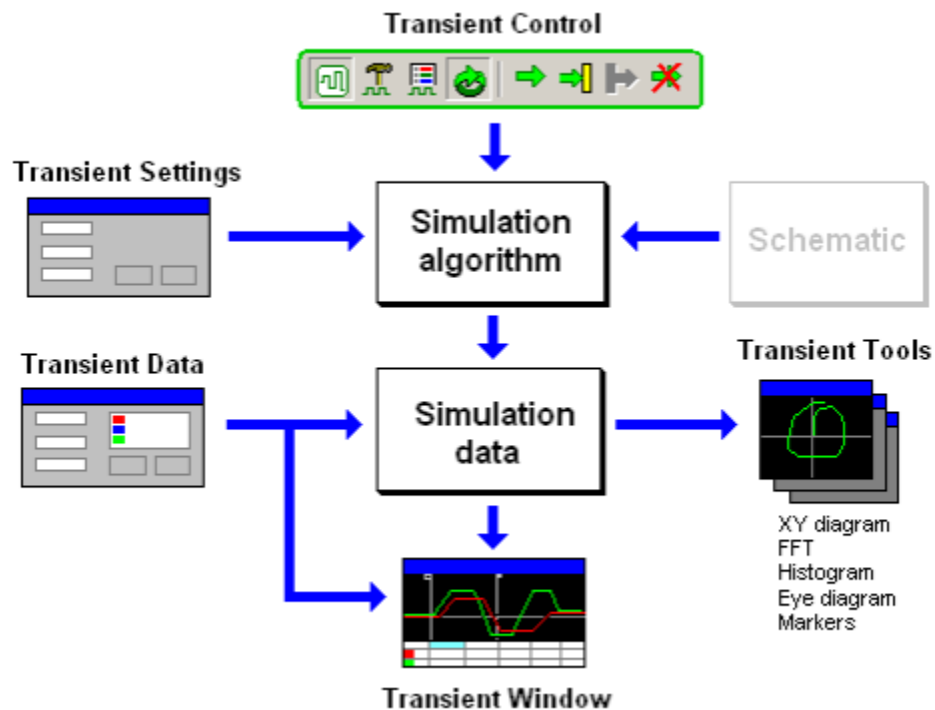 Transient Control
Transient Settings
Simulation
algorithm
Schematic
Transient Data
Simulation
data
Transient Tools
XY diagram
FFT
Histogram
Eye diagram
Markers
Transient Window